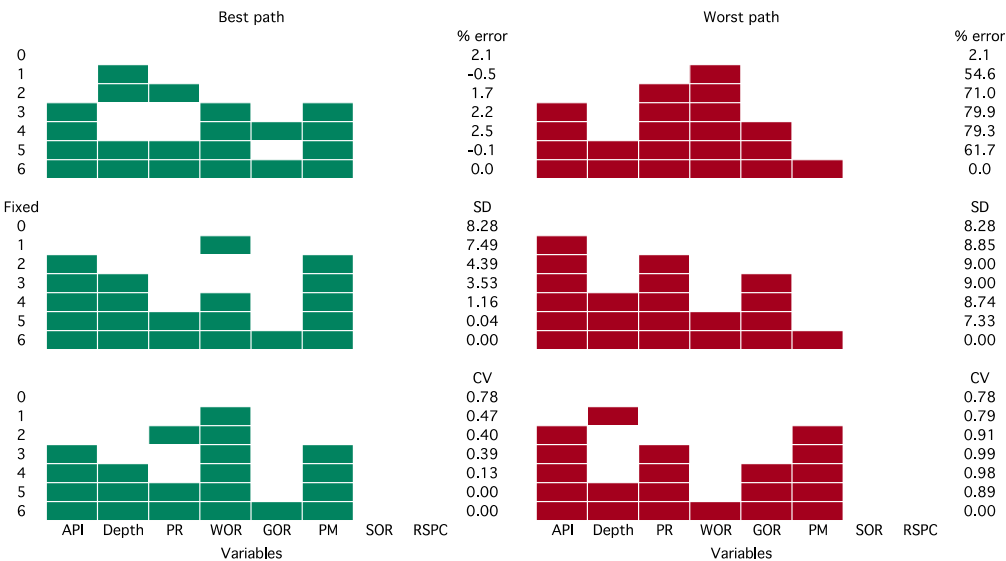 Best path Worst path
% error % error
0 2.1 2.1
1 -0.5 54.6
2 1.7 71.0
3 2.2 79.9
4 2.5 79.3
5 -0.1 61.7
6 0.0 0.0
Fixed SD SD
0 8.28 8.28
1 7.49 8.85
2 4.39 9.00
3 3.53 9.00
4 1.16 8.74
5 0.04 7.33
6 0.00 0.00
CV CV
0 0.78 0.78
1 0.47 0.79
2 0.40 0.91
3 0.39 0.99
4 0.13 0.98
5 0.00 0.89
6 0.00 0.00
API Depth PR WOR GOR PM SOR RSPC API Depth PR WOR GOR PM SOR RSPC
Variables Variables